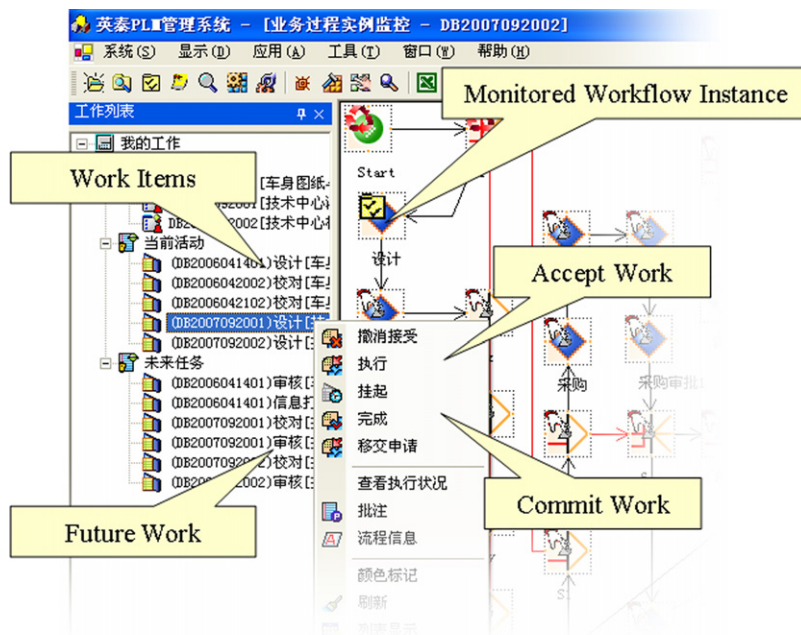 英泰PLM管理系统 - [业务过程实例监控 - DB2007092002]
系统(S) 显示(D) 应用(A) 工具(T) 窗口(W) 帮助(H)
工作列表
Monitored Workflow Instance
我的工作
Work Items
[车身图纸
[技术中心
002[技术中心
Start
设计
当前活动
(DB2006041401)设计[车
(DB2006042002)校对[车
(DB2006042102)校对[车
(DB2007092001)设计[
(DB2007092002)设计[
Accept Work
未来任务
(DB2006041401)审核[
(DB2006041401)信息打
(DB2007092001)校对[
(DB2007092001)审核[
校对[
002)审核[
Future Work
撤消接受
执行
挂起
完成
移交申请
查看执行状况
批注
流程信息
颜色标记
刷新
采购
采购审批
Commit Work